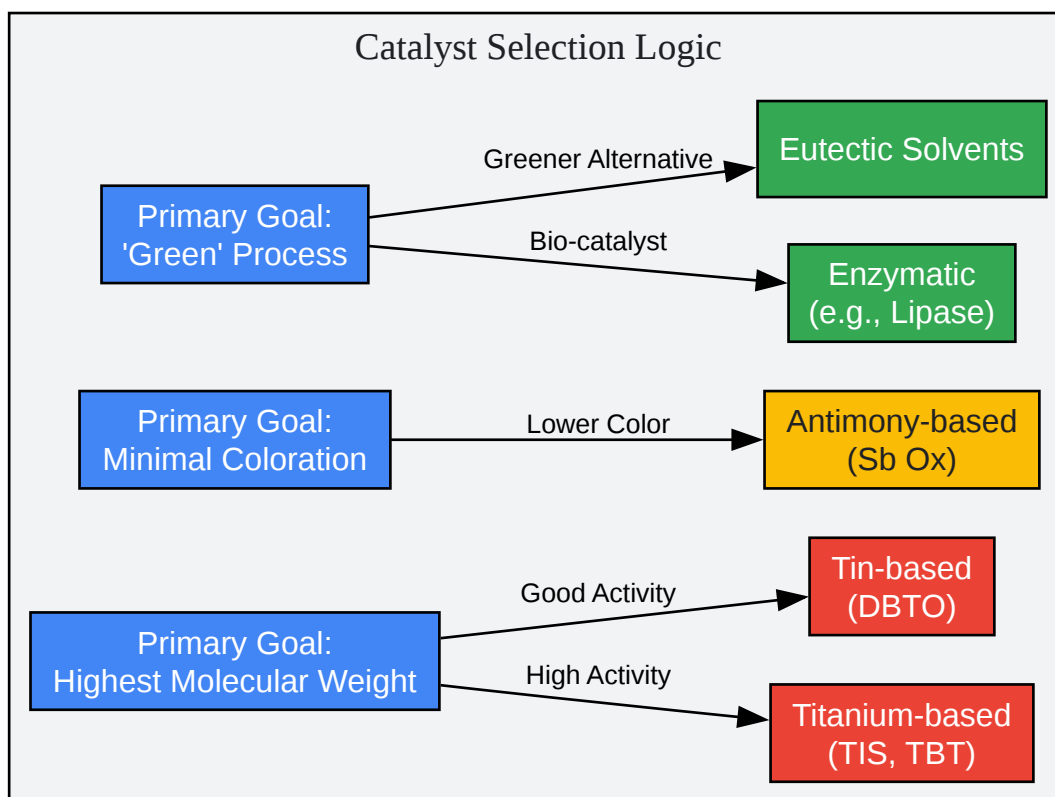 Catalyst Selection Logic
Primary Goal:
'Green' Process
Greener Alternative
Eutectic Solvents
Bio-catalyst
Enzymatic
(e.g., Lipase)
Primary Goal:
Minimal Coloration
Lower Color
Antimony-based
(Sb Ox)
Primary Goal:
Highest Molecular Weight
Good Activity
Tin-based
(DBTO)
High Activity
Titanium-based
(TIS, TBT)